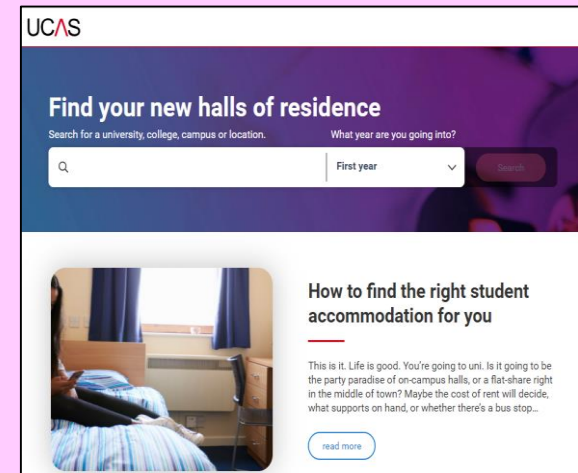 UCAS
Find your new halls of residence
Search for a university, college, campus or location.
What year are you going into?
First year
Search
How to find the right student
accommodation for you
This is it. Life is good. You're going to uni. Is it going to be
the party paradise of on-campus halls, or a flat-share right
in the middle of town? Maybe the cost of rent will decide,
what supports on hand, or whether there's a bus stop...
read more